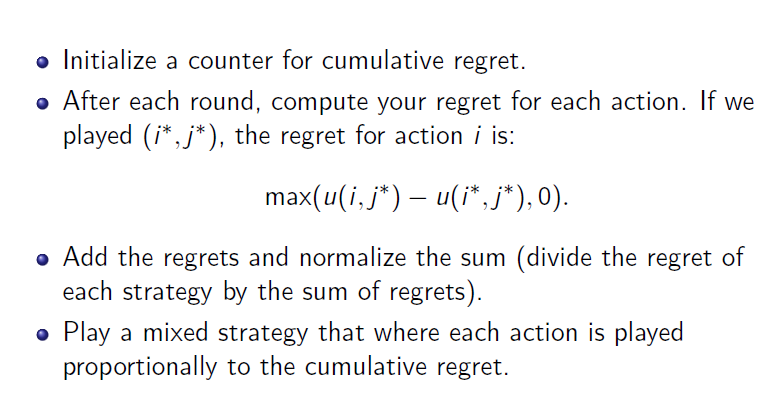 Initialize a counter for cumulative regret.
After each round, compute your regret for each action. If we
played (i*, j*), the regret for action i is:
max(u(i, j*) − u(i*, j*), 0).
Add the regrets and normalize the sum (divide the regret of
each strategy by the sum of regrets).
Play a mixed strategy that where each action is played
proportionally to the cumulative regret.